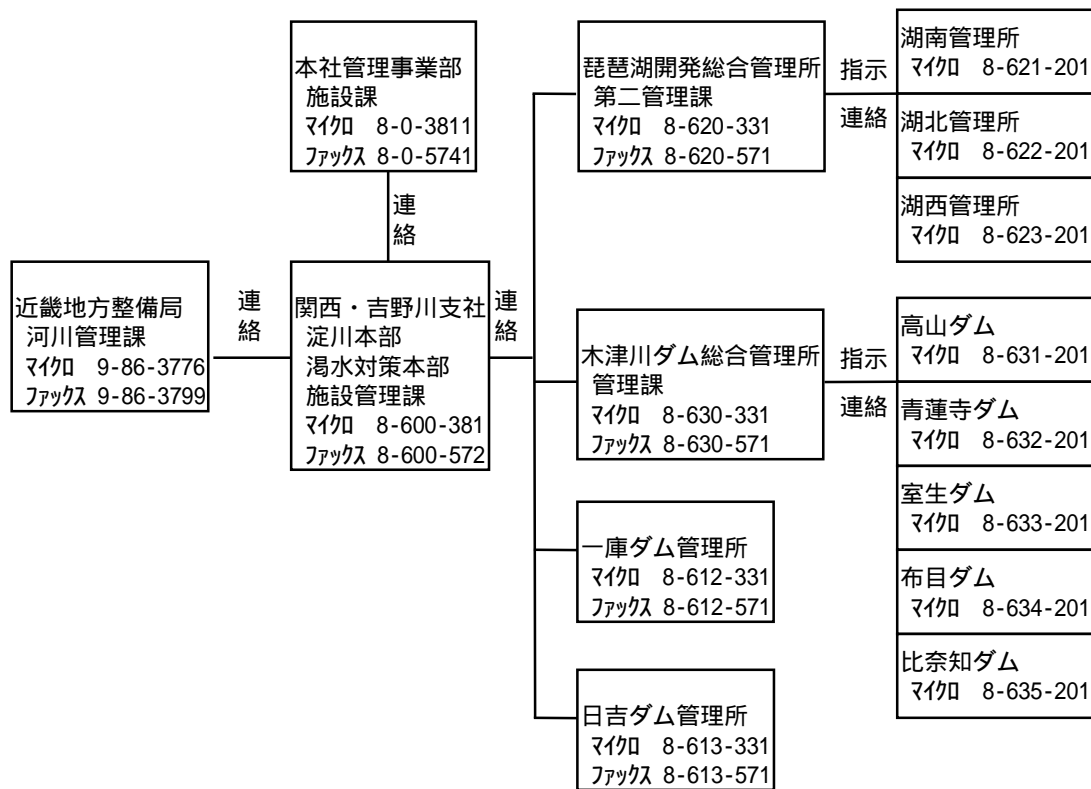 本社管理事業部
施設課
ﾏｲｸﾛ 8-0-3811
ﾌｧｯｸｽ 8-0-5741
連
絡
近畿地方整備局
河川管理課
ﾏｲｸﾛ 9-86-3776
ﾌｧｯｸｽ 9-86-3799
連
絡
関西・吉野川支社
淀川本部
渇水対策本部
施設管理課
ﾏｲｸﾛ 8-600-381
ﾌｧｯｸｽ 8-600-572
連
絡
琵琶湖開発総合管理所
第二管理課
ﾏｲｸﾛ 8-620-331
ﾌｧｯｸｽ 8-620-571
指示
連絡
湖南管理所
ﾏｲｸﾛ 8-621-201
湖北管理所
ﾏｲｸﾛ 8-622-201
湖西管理所
ﾏｲｸﾛ 8-623-201
木津川ダム総合管理所
管理課
ﾏｲｸﾛ 8-630-331
ﾌｧｯｸｽ 8-630-571
指示
連絡
高山ダム
ﾏｲｸﾛ 8-631-201
青蓮寺ダム
ﾏｲｸﾛ 8-632-201
室生ダム
ﾏｲｸﾛ 8-633-201
布目ダム
ﾏｲｸﾛ 8-634-201
比奈知ダム
ﾏｲｸﾛ 8-635-201
一庫ダム管理所
ﾏｲｸﾛ 8-612-331
ﾌｧｯｸｽ 8-612-571
日吉ダム管理所
ﾏｲｸﾛ 8-613-331
ﾌｧｯｸｽ 8-613-571